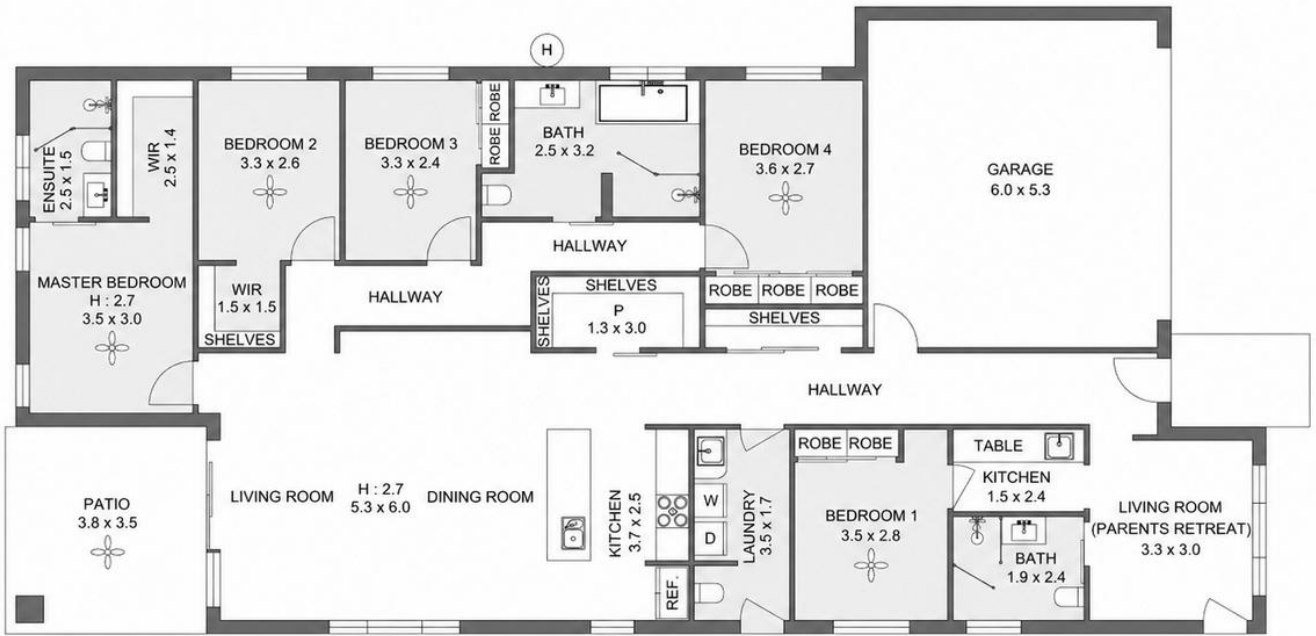 H
ENSUITE
2.5 x 1.5
WIR
2.5 x 1.4
BEDROOM 2
3.3 x 2.6
BEDROOM 3
3.3 x 2.4
ROBE
ROBE
BATH
2.5 x 3.2
BEDROOM 4
3.6 x 2.7
GARAGE
6.0 x 5.3
MASTER BEDROOM
H : 2.7
3.5 x 3.0
WIR
1.5 x 1.5
SHELVES
HALLWAY
HALLWAY
SHELVES
SHELVES
P
1.3 x 3.0
ROBE
ROBE
ROBE
SHELVES
HALLWAY
PATIO
3.8 x 3.5
LIVING ROOM
H : 2.7
5.3 x 6.0
DINING ROOM
KITCHEN
3.7 x 2.5
REF.
W
D
LAUNDRY
3.5 x 1.7
ROBE
ROBE
BEDROOM 1
3.5 x 2.8
TABLE
KITCHEN
1.5 x 2.4
BATH
1.9 x 2.4
LIVING ROOM
(PARENTS RETREAT)
3.3 x 3.0